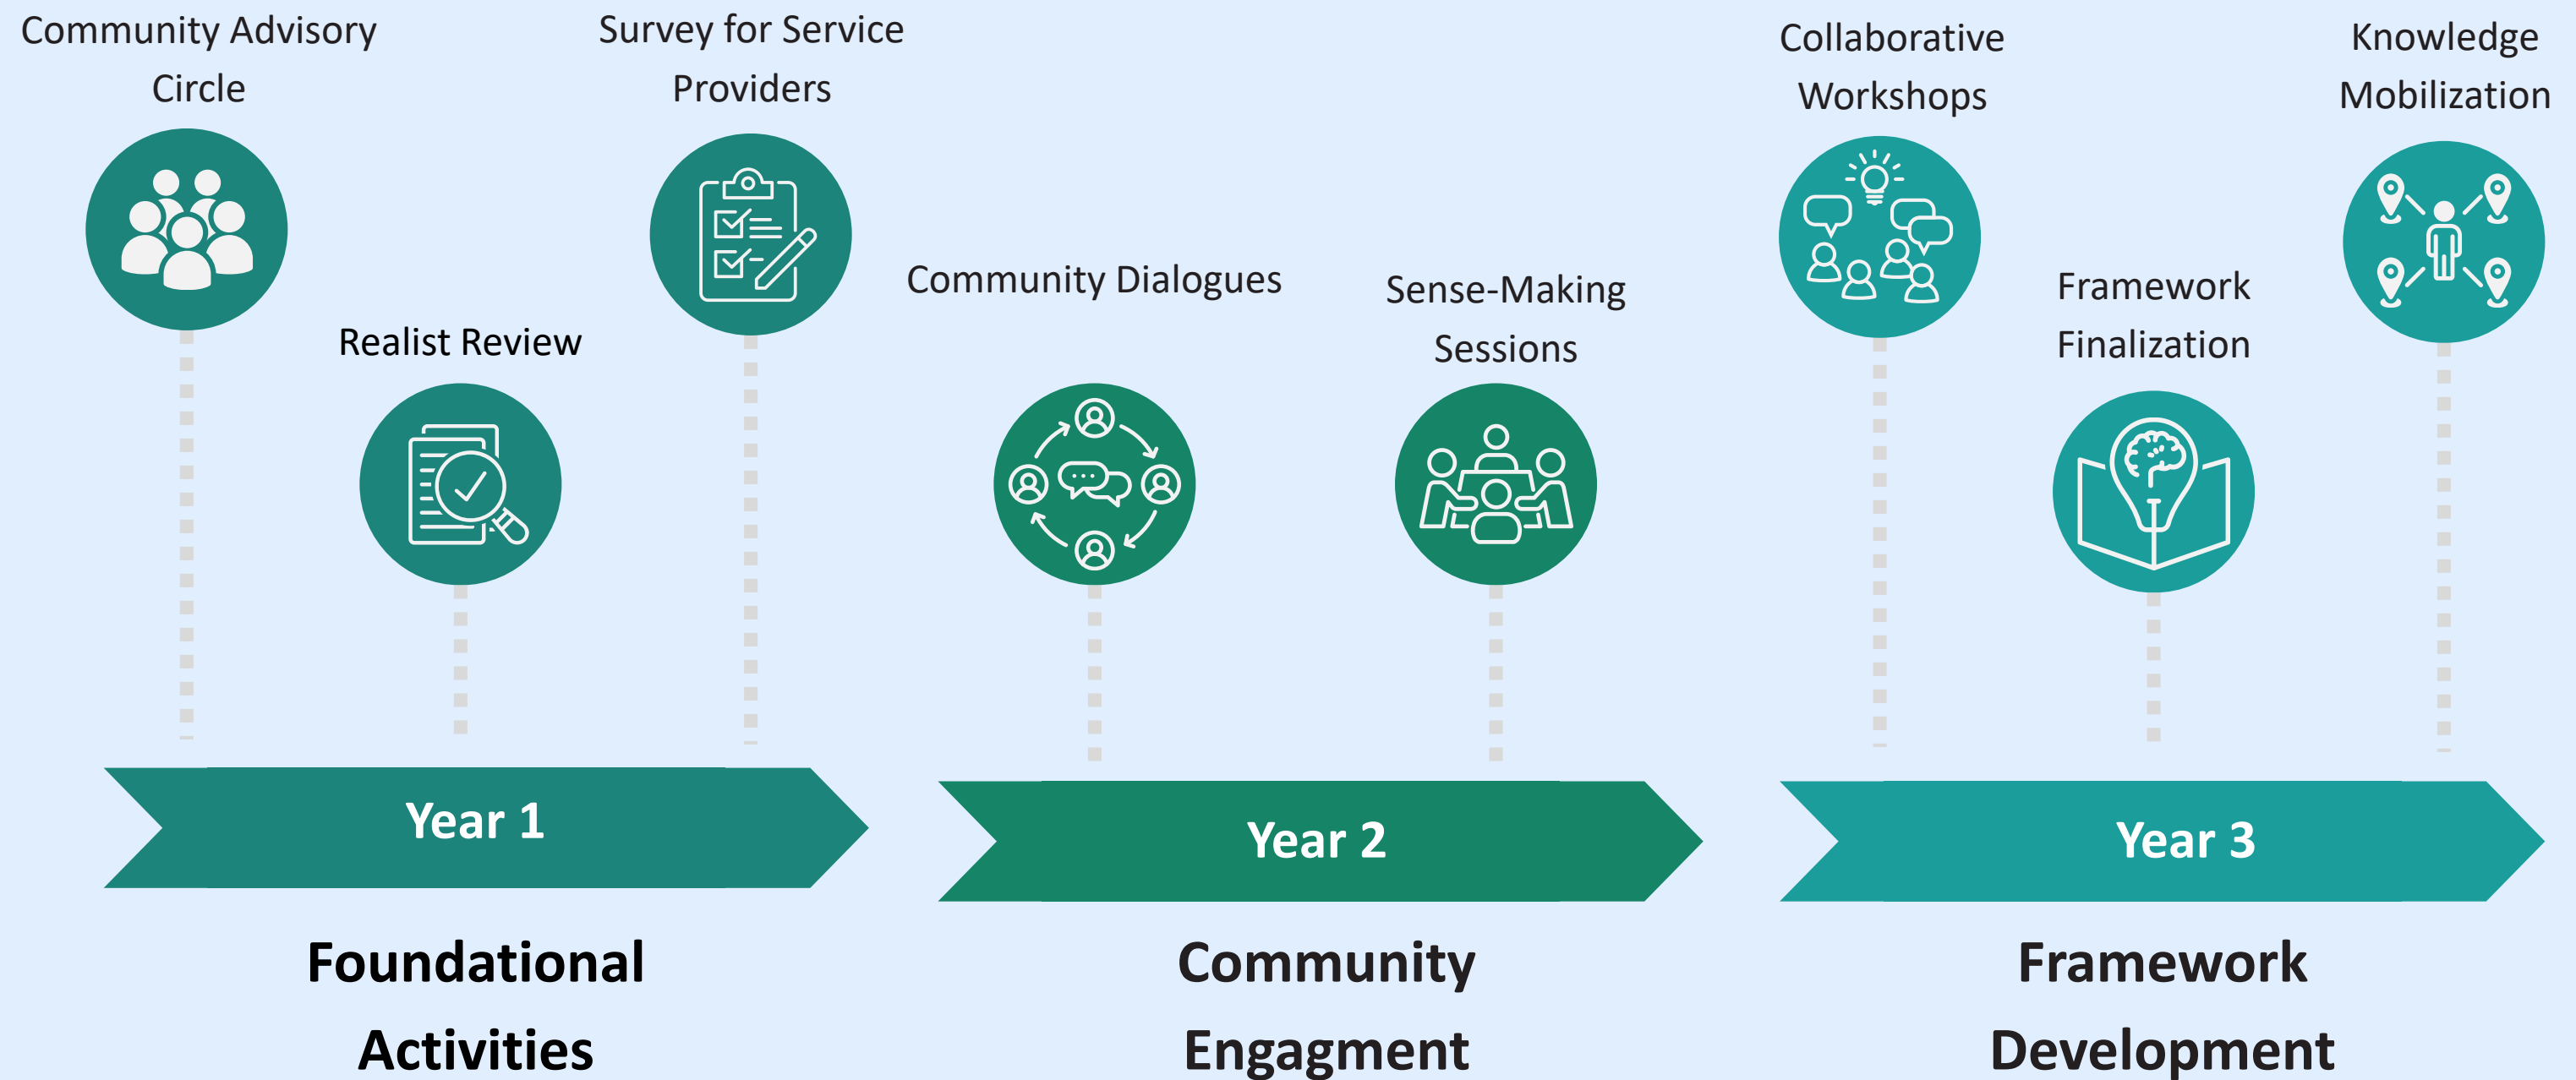 Community Advisory
Circle
Realist Review
Survey for Service
Providers
Community Dialogues
Sense-Making
Sessions
Collaborative
Workshops
Framework
Finalization
Knowledge
Mobilization
Year 1
Year 2
Year 3
Foundational
Activities
Community
Engagment
Framework
Development